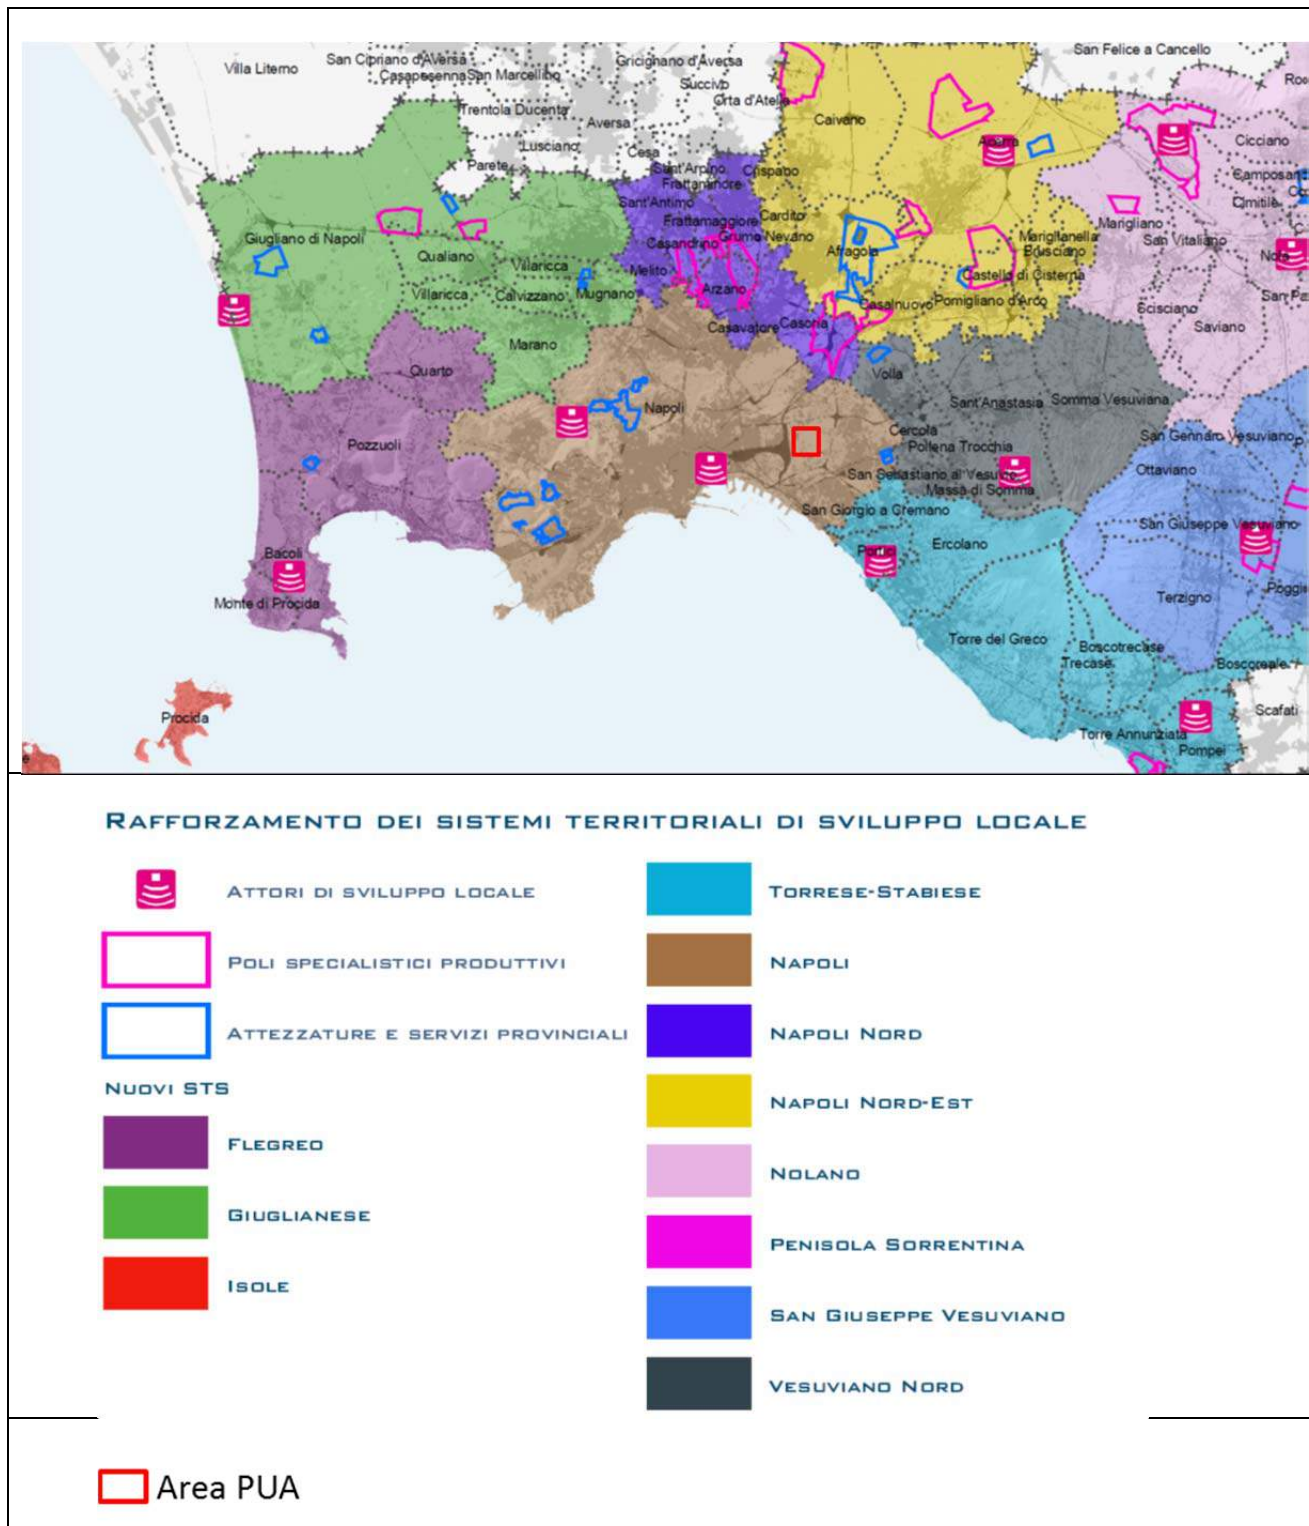 San Felice a Cancello
Villa Literno
San Cipriano d'Aversa
Gricignano d'Aversa
Casapesenna San Marcellino
Succivo
Orta d'Atella
Trentola Ducenta
Aversa
Caivano
Acerra
Cicciano
Lusciano
Cesa
Parete
Sant'Arpino
Crispano
Frattaminore
Camposan
Sant'Antimo
Cimitile
Frattamaggiore
Cardito
Marigliano
Giugliano di Napoli
Casandrino
Grumo Nevano
Mariglianella
San Vitaliano
Qualiano
Afragola
Brusciano
Nola
Villaricca
Melito
Castello di Cisterna
Villaricca
Calvizzano
Mugnano
Arzano
Casalnuovo
Pomigliano d'Arco
Scisciano
Casavatore
Casoria
Saviano
Marano
Quarto
Volla
Sant'Anastasia
Somma Vesuviana
Napoli
Cercola
San Gennaro Vesuviano
Pozzuoli
Pollena Trocchia
San Sebastiano al Vesuvio
Ottaviano
Massa di Somma
San Giorgio a Cremano
San Giuseppe Vesuviano
Portici
Ercolano
Bacoli
Poggi
Terzigno
Monte di Procida
Torre del Greco
Boscotrecase
Trecase
Boscoreale
Procida
Scafati
Torre Annunziata
Pompei
RAFFORZAMENTO DEI SISTEMI TERRITORIALI DI SVILUPPO LOCALE
ATTORI DI SVILUPPO LOCALE
POLI SPECIALISTICI PRODUTTIVI
ATTEZZATURE E SERVIZI PROVINCIALI
NUOVI STS
FLEGREO
GIUGLIANESE
ISOLE
TORRESE-STABIESE
NAPOLI
NAPOLI NORD
NAPOLI NORD-EST
NOLANO
PENISOLA SORRENTINA
SAN GIUSEPPE VESUVIANO
VESUVIANO NORD
Area PUA